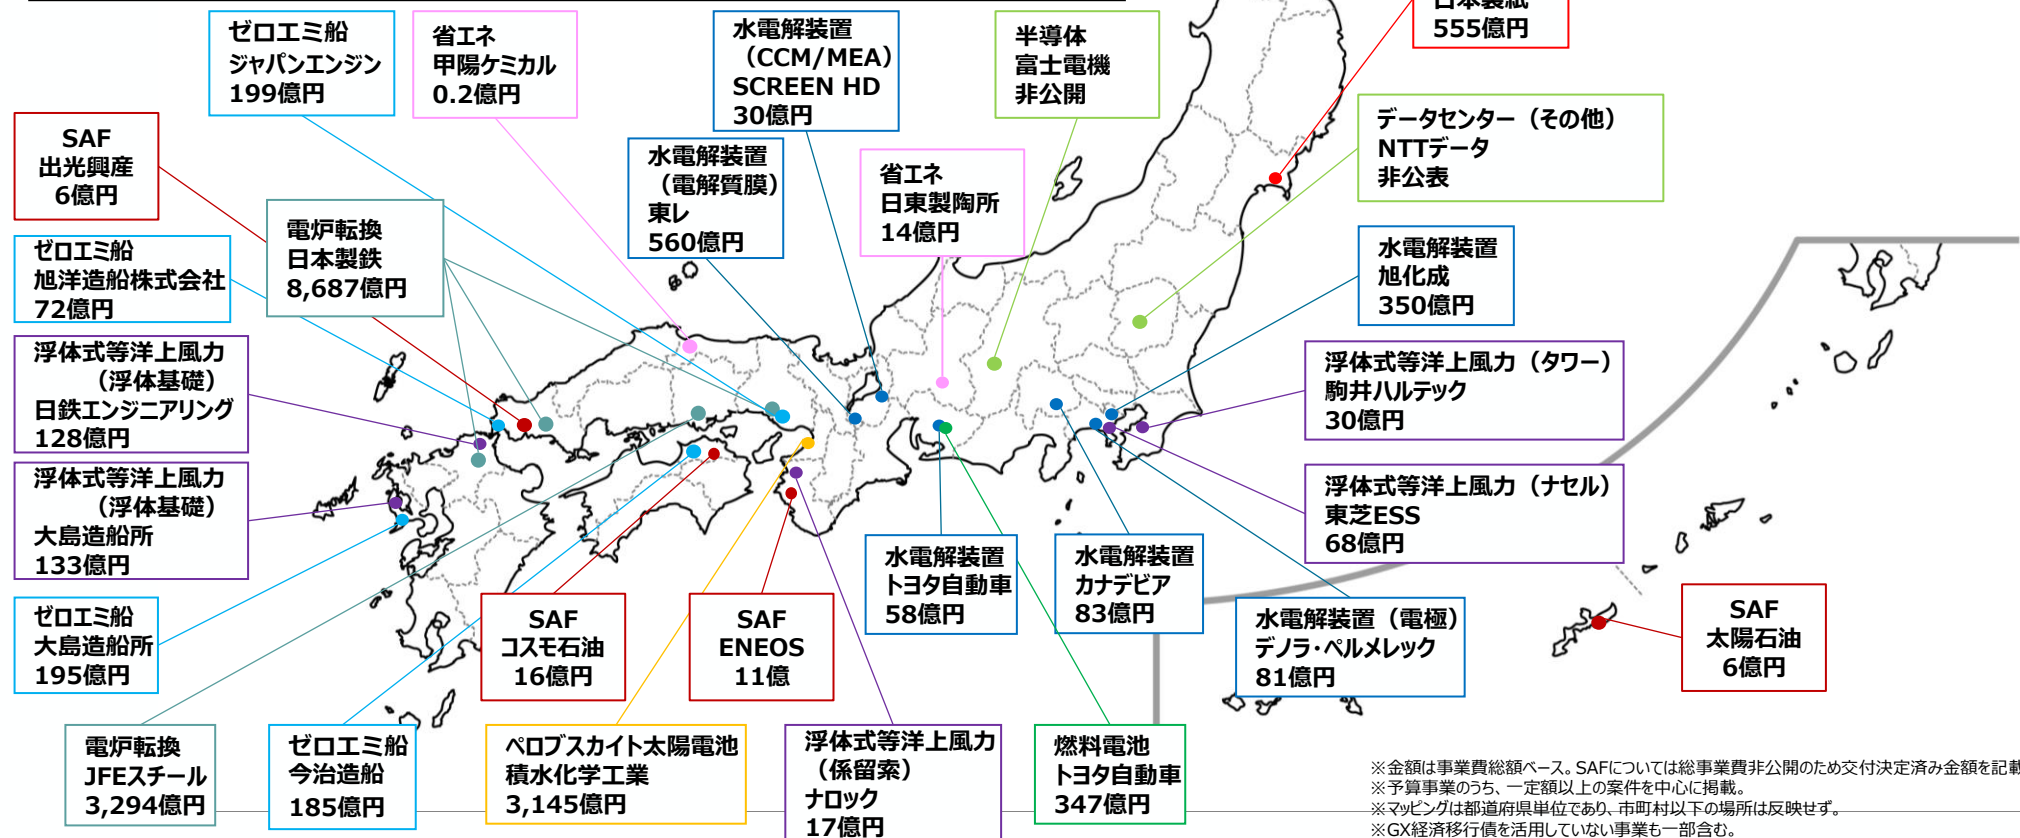 日本製紙
555億円
ゼロエミ船
ジャパンエンジン
199億円
省エネ
甲陽ケミカル
0.2億円
水電解装置
（CCM/MEA）
SCREEN HD
30億円
半導体
富士電機
非公開
データセンター（その他）
NTTデータ
非公表
SAF
出光興産
6億円
水電解装置
（電解質膜）
東レ
560億円
省エネ
日東製陶所
14億円
電炉転換
日本製鉄
8,687億円
ゼロエミ船
旭洋造船株式会社
72億円
水電解装置
旭化成
350億円
浮体式等洋上風力
（浮体基礎）
日鉄エンジニアリング
128億円
浮体式等洋上風力（タワー）
駒井ハルテック
30億円
浮体式等洋上風力
（浮体基礎）
大島造船所
133億円
浮体式等洋上風力（ナセル）
東芝ESS
68億円
ゼロエミ船
大島造船所
195億円
SAF
コスモ石油
16億円
SAF
ENEOS
11億
水電解装置
トヨタ自動車
58億円
水電解装置
カナデビア
83億円
水電解装置（電極）
デノラ・ペルメレック
81億円
SAF
太陽石油
6億円
電炉転換
JFEスチール
3,294億円
ゼロエミ船
今治造船
185億円
ペロブスカイト太陽電池
積水化学工業
3,145億円
浮体式等洋上風力
（係留索）
ナロック
17億円
燃料電池
トヨタ自動車
347億円
※金額は事業費総額ベース。SAFについては総事業費非公開のため交付決定済み金額を記載
※予算事業のうち、一定額以上の案件を中心に掲載。
※マッピングは都道府県単位であり、市町村以下の場所は反映せず。
※GX経済移行債を活用していない事業も一部含む。